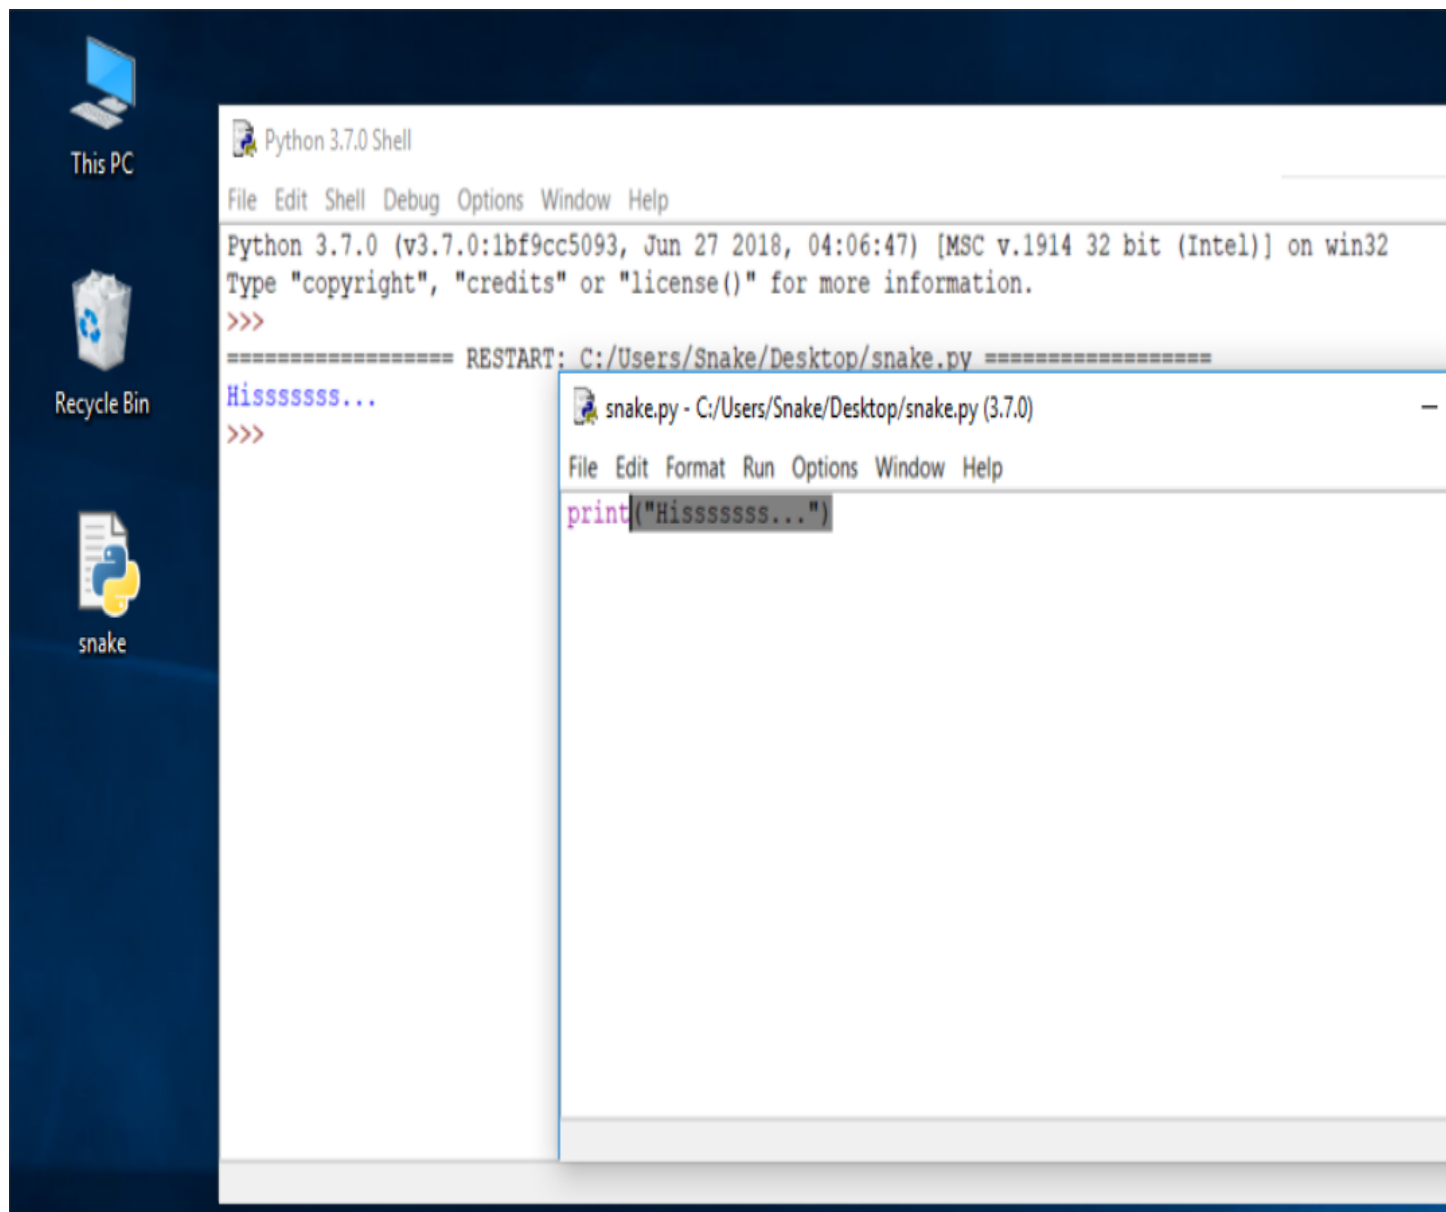 This PC
Recycle Bin
snake
Python 3.7.0 Shell
File Edit Shell Debug Options Window Help
Python 3.7.0 (v3.7.0:1bf9cc5093, Jun 27 2018, 04:06:47) [MSC v.1914 32 bit (Intel)] on win32
Type "copyright", "credits" or "license()" for more information.
>>>
================== RESTART: C:/Users/Snake/Desktop/snake.py ==================
Hisssssss...
>>>
snake.py - C:/Users/Snake/Desktop/snake.py (3.7.0)
File Edit Format Run Options Window Help
print("Hisssssss...")